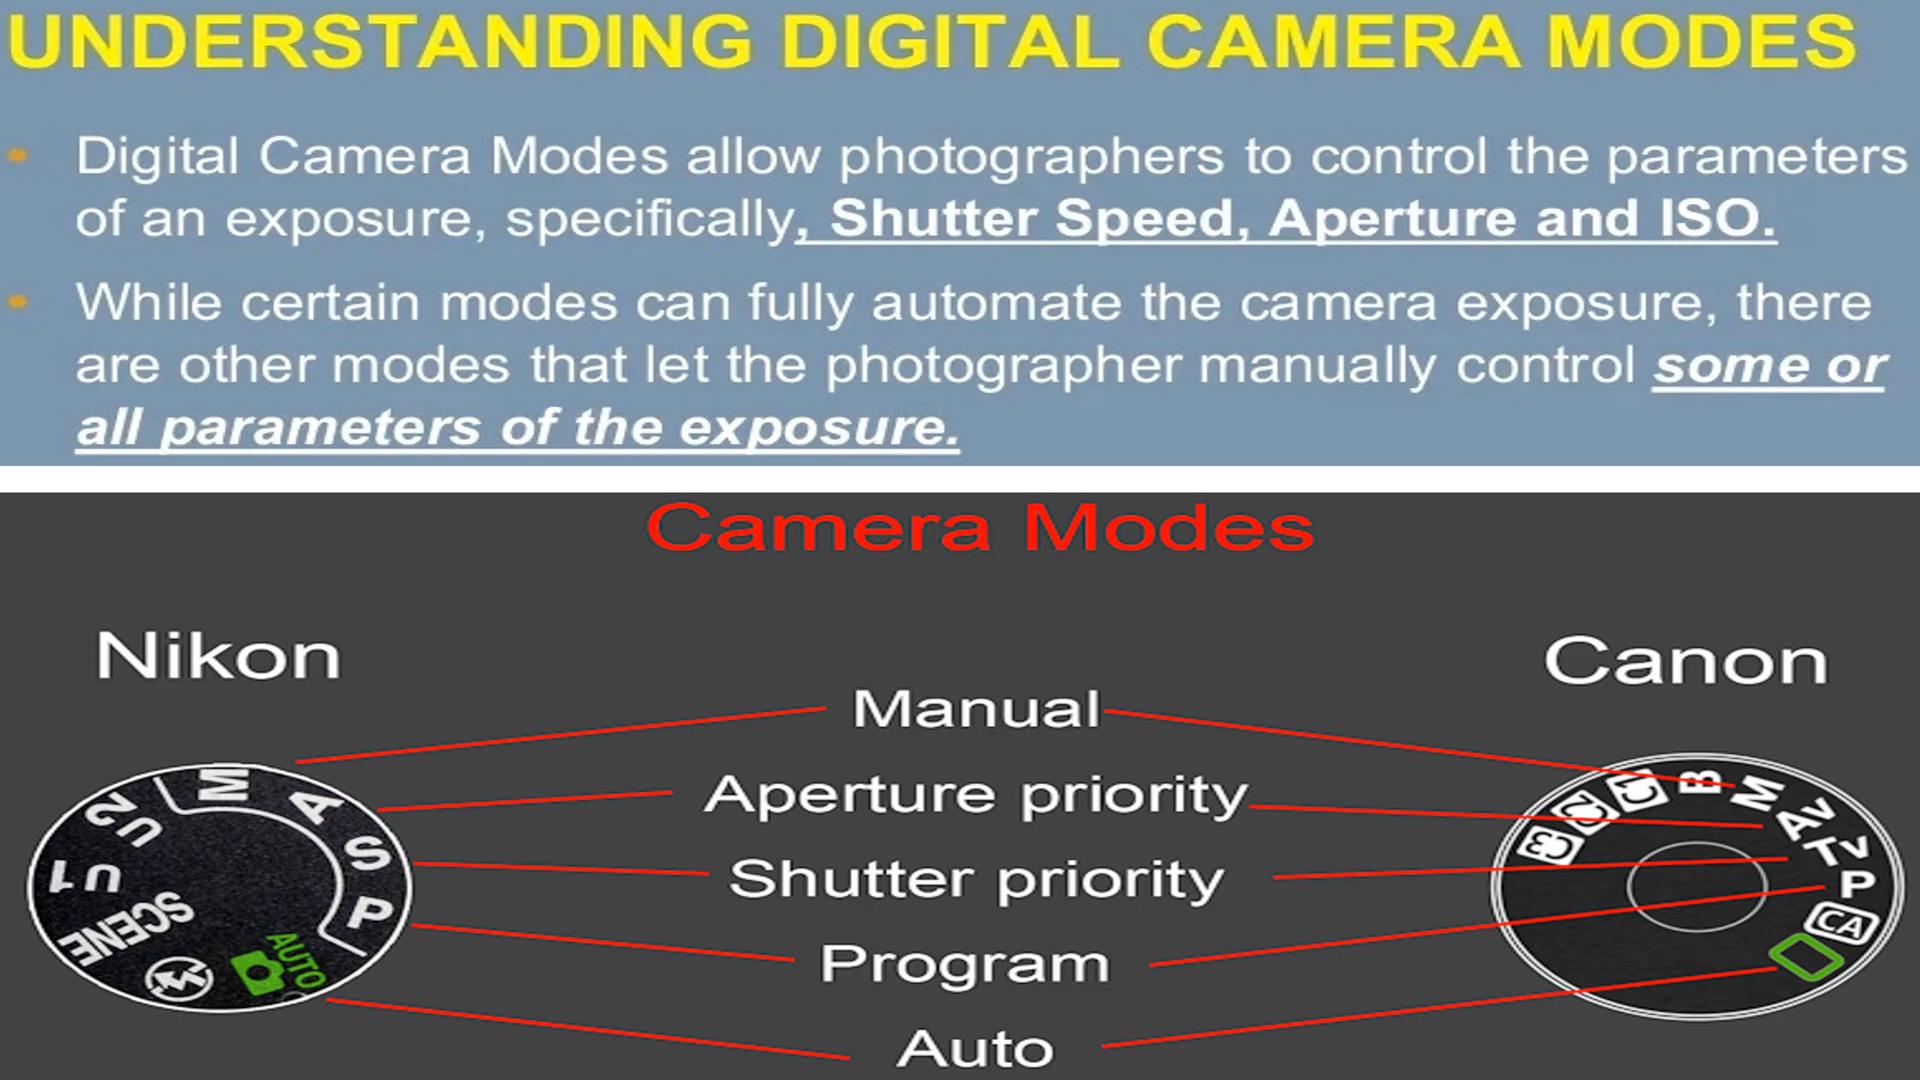 UNDERSTANDING DIGITAL CAMERA MODES
• Digital Camera Modes allow photographers to control the parameters
of an exposure, specifically, Shutter Speed, Aperture and ISO.
• While certain modes can fully automate the camera exposure, there
are other modes that let the photographer manually control some or
all parameters of the exposure.
Camera Modes
Nikon
Canon
Manual
Aperture priority
Shutter priority
Program
Auto
M
A
S
P
AUTO
SCENE
U1
U2
C3
C2
C1
B
M
Av
Tv
P
CA